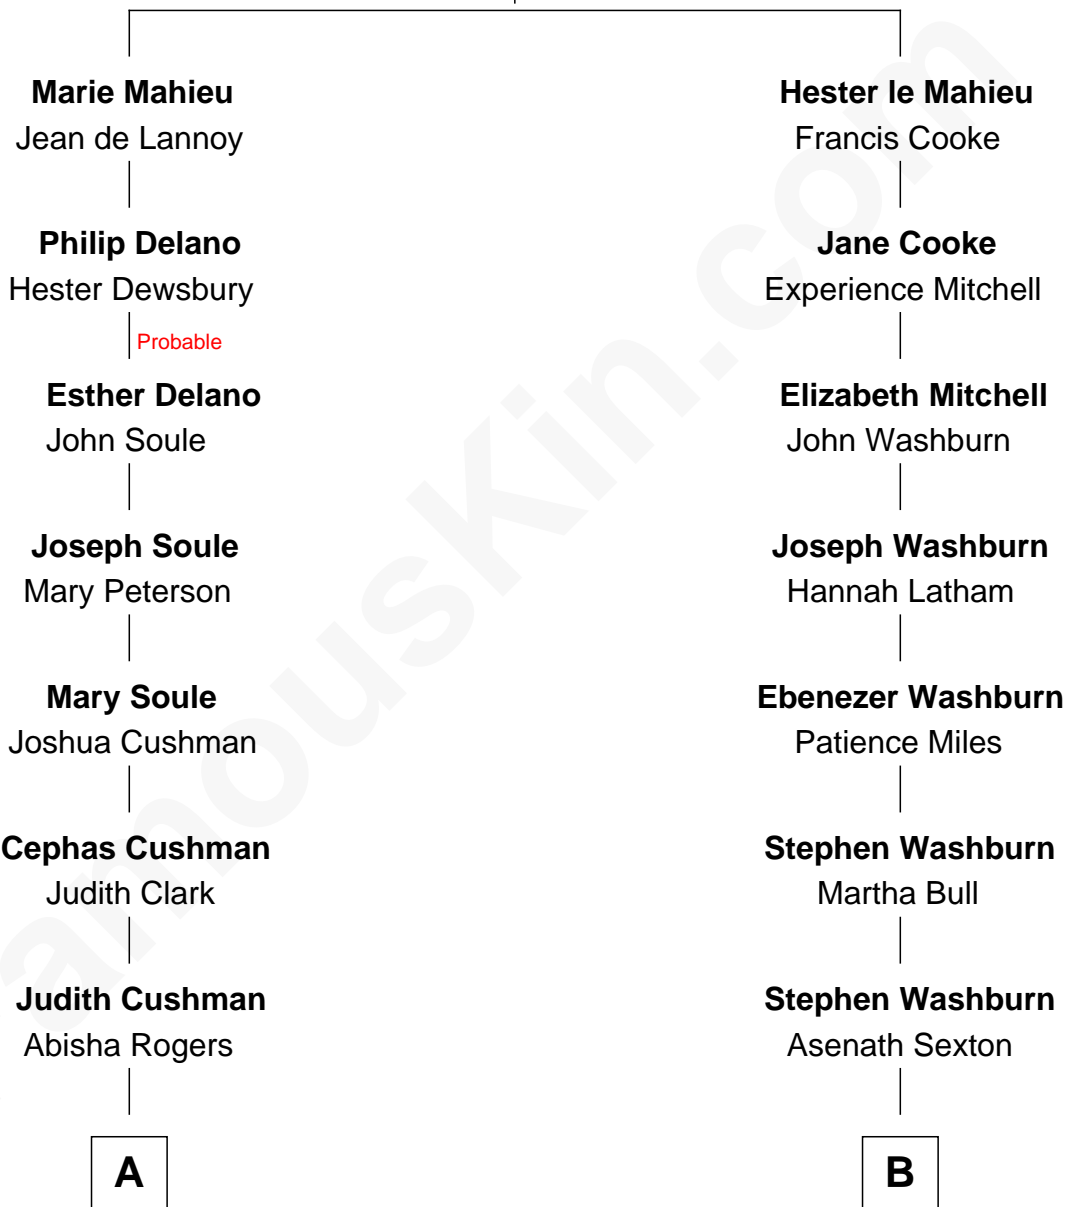 Marie Mahieu
Jean de Lannoy
Hester le Mahieu
Francis Cooke
Philip Delano
Hester Dewsbury
Jane Cooke
Experience Mitchell
Probable
Esther Delano
John Soule
Elizabeth Mitchell
John Washburn
Joseph Soule
Mary Peterson
Joseph Washburn
Hannah Latham
Mary Soule
Joshua Cushman
Ebenezer Washburn
Patience Miles
Cephas Cushman
Judith Clark
Stephen Washburn
Martha Bull
Judith Cushman
Abisha Rogers
Stephen Washburn
Asenath Sexton
A
B
amouskin.com